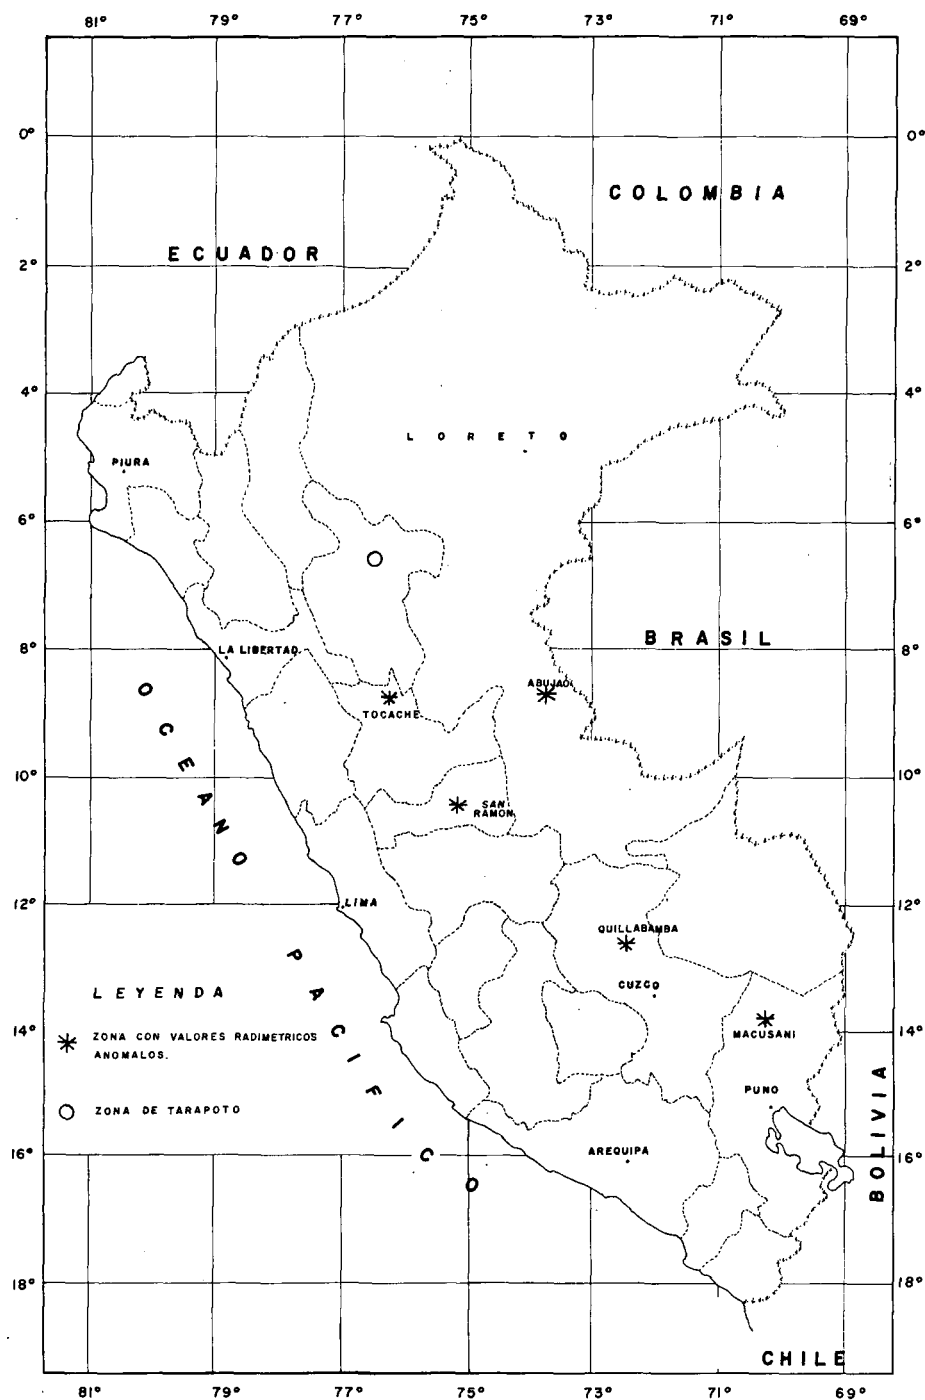 81° 79° 77° 75° 73° 71° 69°
0° 0°
COLOMBIA
ECUADOR
2° 2°
4° 4°
LORETO
PIURA
6° 6°
BRASIL
LA LIBERTAD
8° 8°
ABUJAO
OCEANO PACIFICO
TOCACHE
10° 10°
SAN
RAMON
LIMA
12° 12°
QUILLABAMBA
CUZCO
LEYENDA
14° 14°
ZONA CON VALORES RADIMETRICOS
ANOMALOS.
MACUSANI
PUNO
BOLIVIA
ZONA DE TARAPOTO
AREQUIPA
16° 16°
18° 18°
CHILE
81° 79° 77° 75° 73° 71° 69°